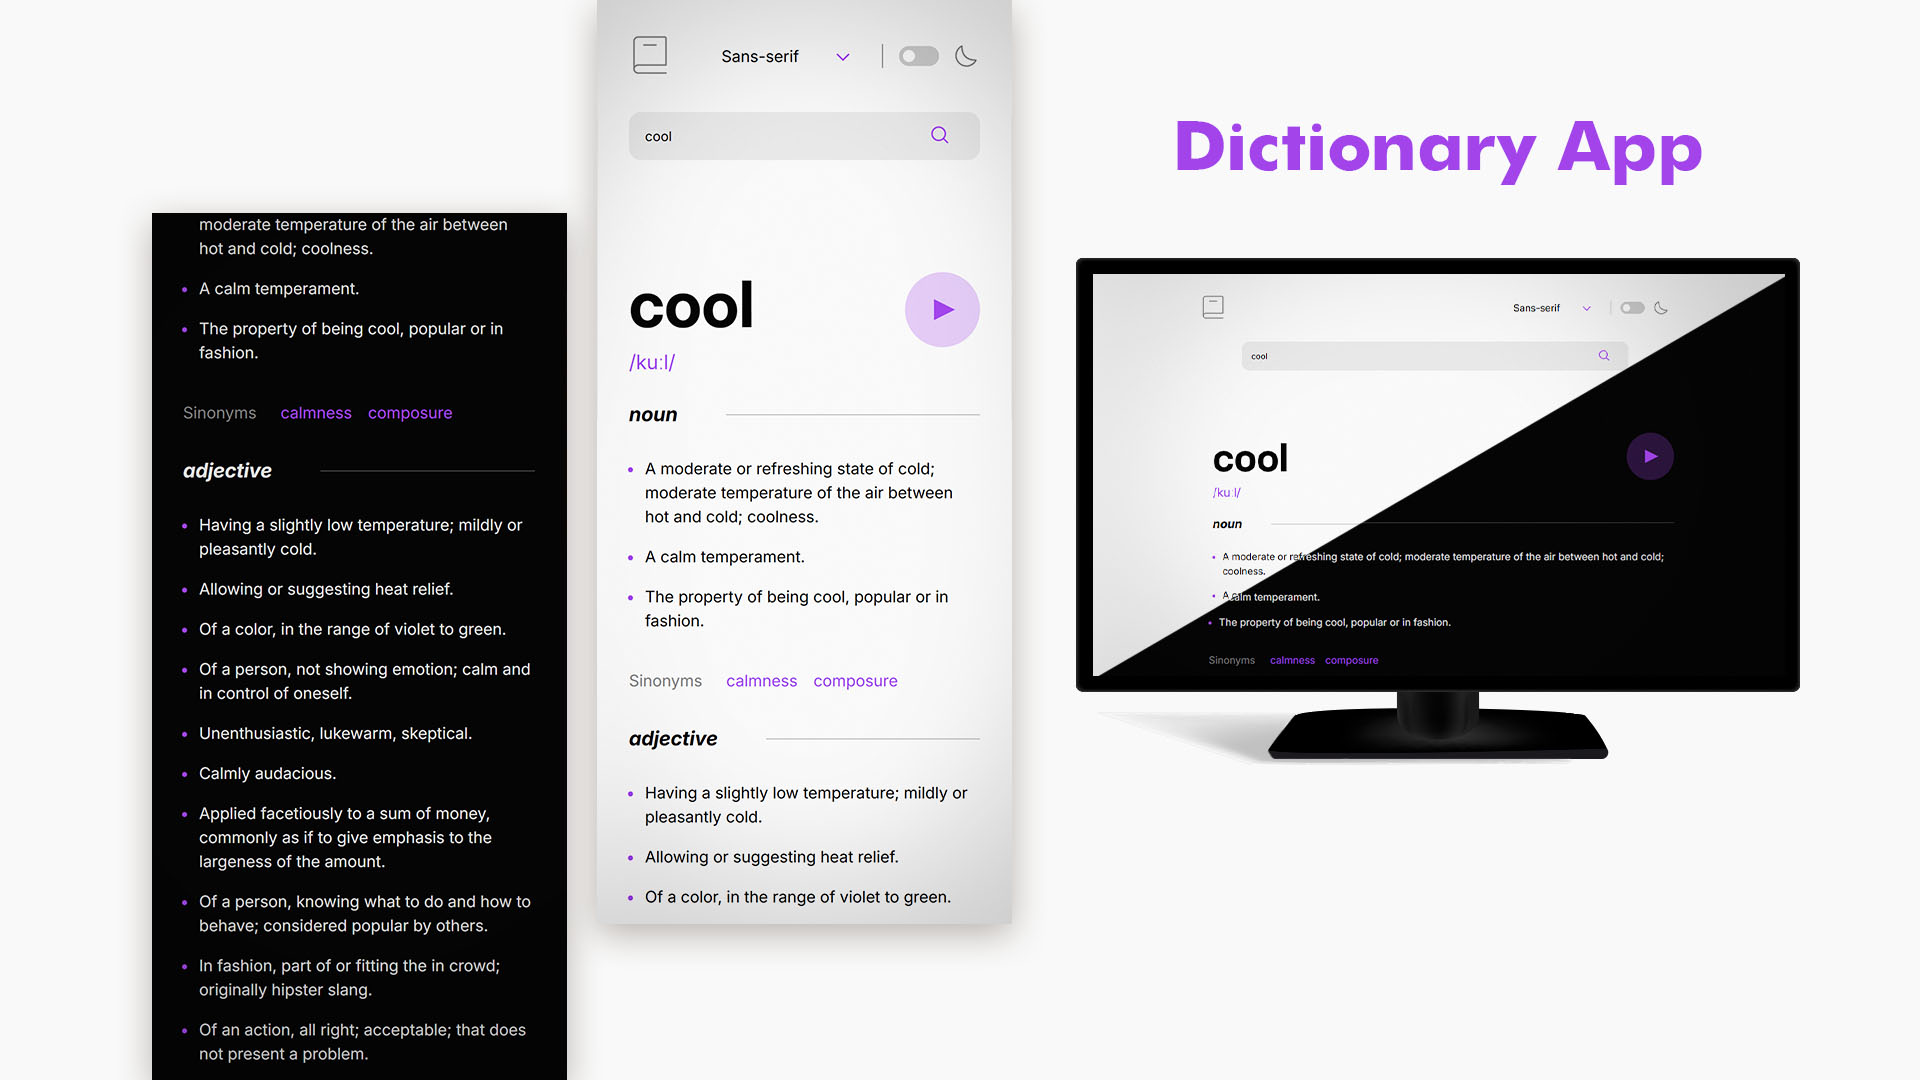 moderate temperature of the air between
hot and cold; coolness.
A calm temperament.
The property of being cool, popular or in
fashion.
Sinonyms calmness composure
adjective
Having a slightly low temperature; mildly or
pleasantly cold.
Allowing or suggesting heat relief.
Of a color, in the range of violet to green.
Of a person, not showing emotion; calm and
in control of oneself.
Unenthusiastic, lukewarm, skeptical.
Calmly audacious.
Applied facetiously to a sum of money,
commonly as if to give emphasis to the
largeness of the amount.
Of a person, knowing what to do and how to
behave; considered popular by others.
In fashion, part of or fitting the in crowd;
originally hipster slang.
Of an action, all right; acceptable; that does
not present a problem.
Sans-serif
cool
cool
/kuːl/
noun
A moderate or refreshing state of cold;
moderate temperature of the air between
hot and cold; coolness.
A calm temperament.
The property of being cool, popular or in
fashion.
Sinonyms calmness composure
adjective
Having a slightly low temperature; mildly or
pleasantly cold.
Allowing or suggesting heat relief.
Of a color, in the range of violet to green.
Dictionary App
Sans-serif
cool
cool
/kuːl/
noun
A moderate or refreshing state of cold; moderate temperature of the air between hot and cold;
coolness.
A calm temperament.
The property of being cool, popular or in fashion.
Sinonyms calmness composure